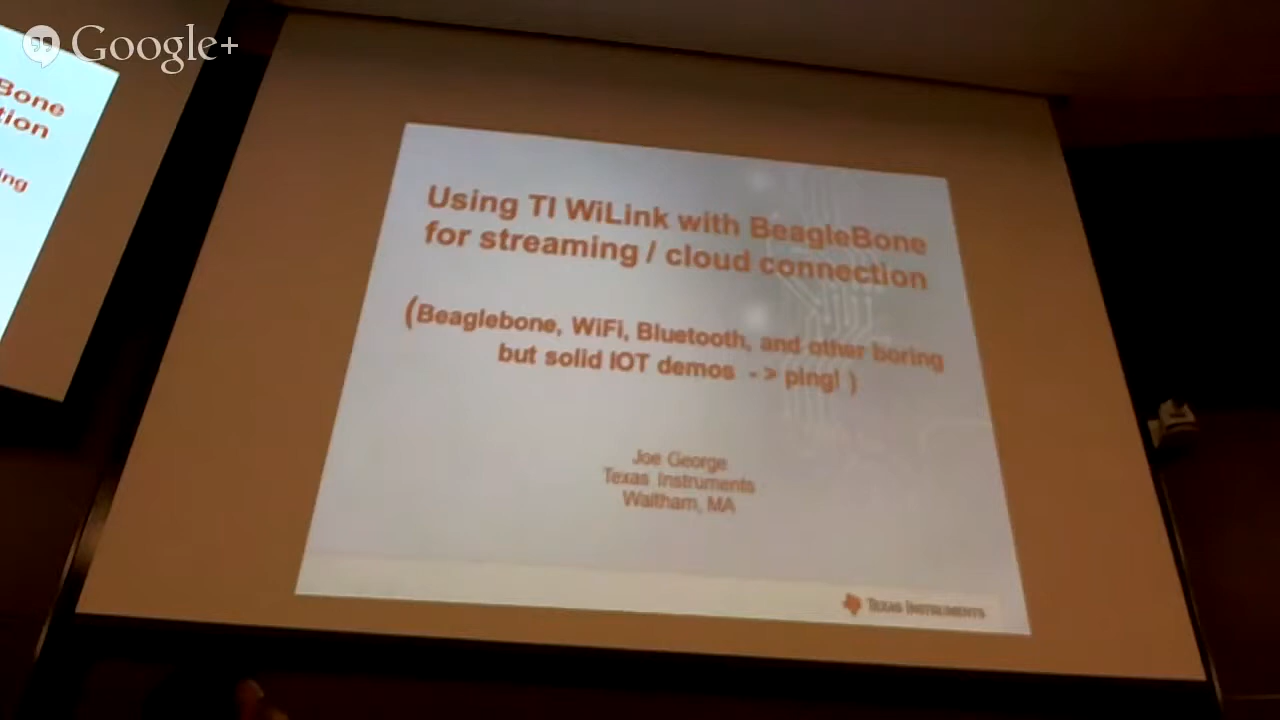 Google+
Bone
tion
ing
Using TI WiLink with BeagleBone
for streaming / cloud connection
(Beaglebone, WiFi, Bluetooth, and other boring
but solid IOT demos - > ping! )
Joe George
Texas Instruments
Waltham, MA
TEXAS INSTRUMENTS